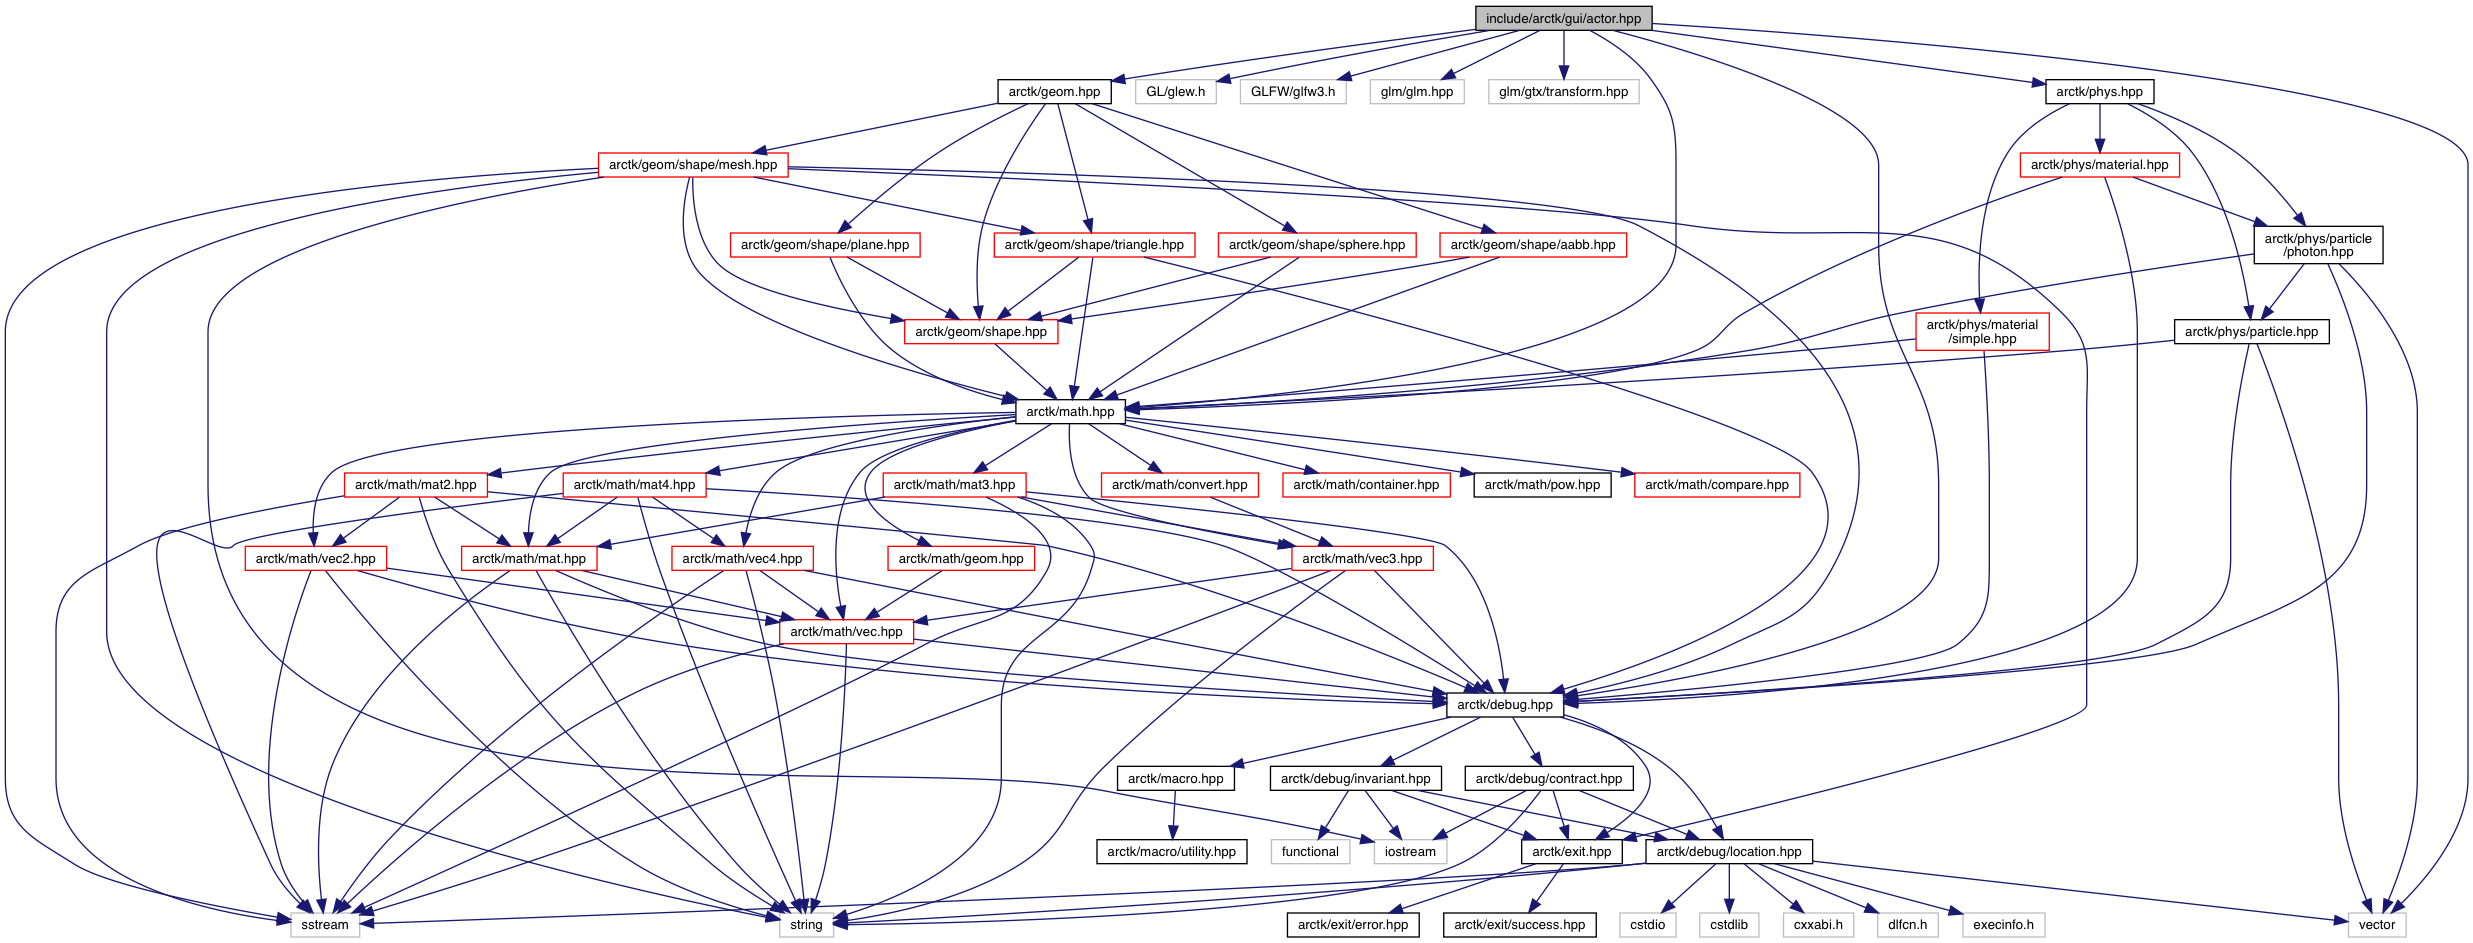 include/arctk/gui/actor.hpp
arctk/geom.hpp
GL/glew.h
GLFW/glfw3.h
glm/glm.hpp
glm/gtx/transform.hpp
arctk/phys.hpp
arctk/geom/shape/mesh.hpp
arctk/phys/material.hpp
arctk/geom/shape/plane.hpp
arctk/geom/shape/triangle.hpp
arctk/geom/shape/sphere.hpp
arctk/geom/shape/aabb.hpp
arctk/phys/particle
/photon.hpp
arctk/geom/shape.hpp
arctk/phys/material
/simple.hpp
arctk/phys/particle.hpp
arctk/math.hpp
arctk/math/mat2.hpp
arctk/math/mat4.hpp
arctk/math/mat3.hpp
arctk/math/convert.hpp
arctk/math/container.hpp
arctk/math/pow.hpp
arctk/math/compare.hpp
arctk/math/vec2.hpp
arctk/math/mat.hpp
arctk/math/vec4.hpp
arctk/math/geom.hpp
arctk/math/vec3.hpp
arctk/math/vec.hpp
arctk/debug.hpp
arctk/macro.hpp
arctk/debug/invariant.hpp
arctk/debug/contract.hpp
arctk/macro/utility.hpp
functional
iostream
arctk/exit.hpp
arctk/debug/location.hpp
sstream
string
arctk/exit/error.hpp
arctk/exit/success.hpp
cstdio
cstdlib
cxxabi.h
dlfcn.h
execinfo.h
vector